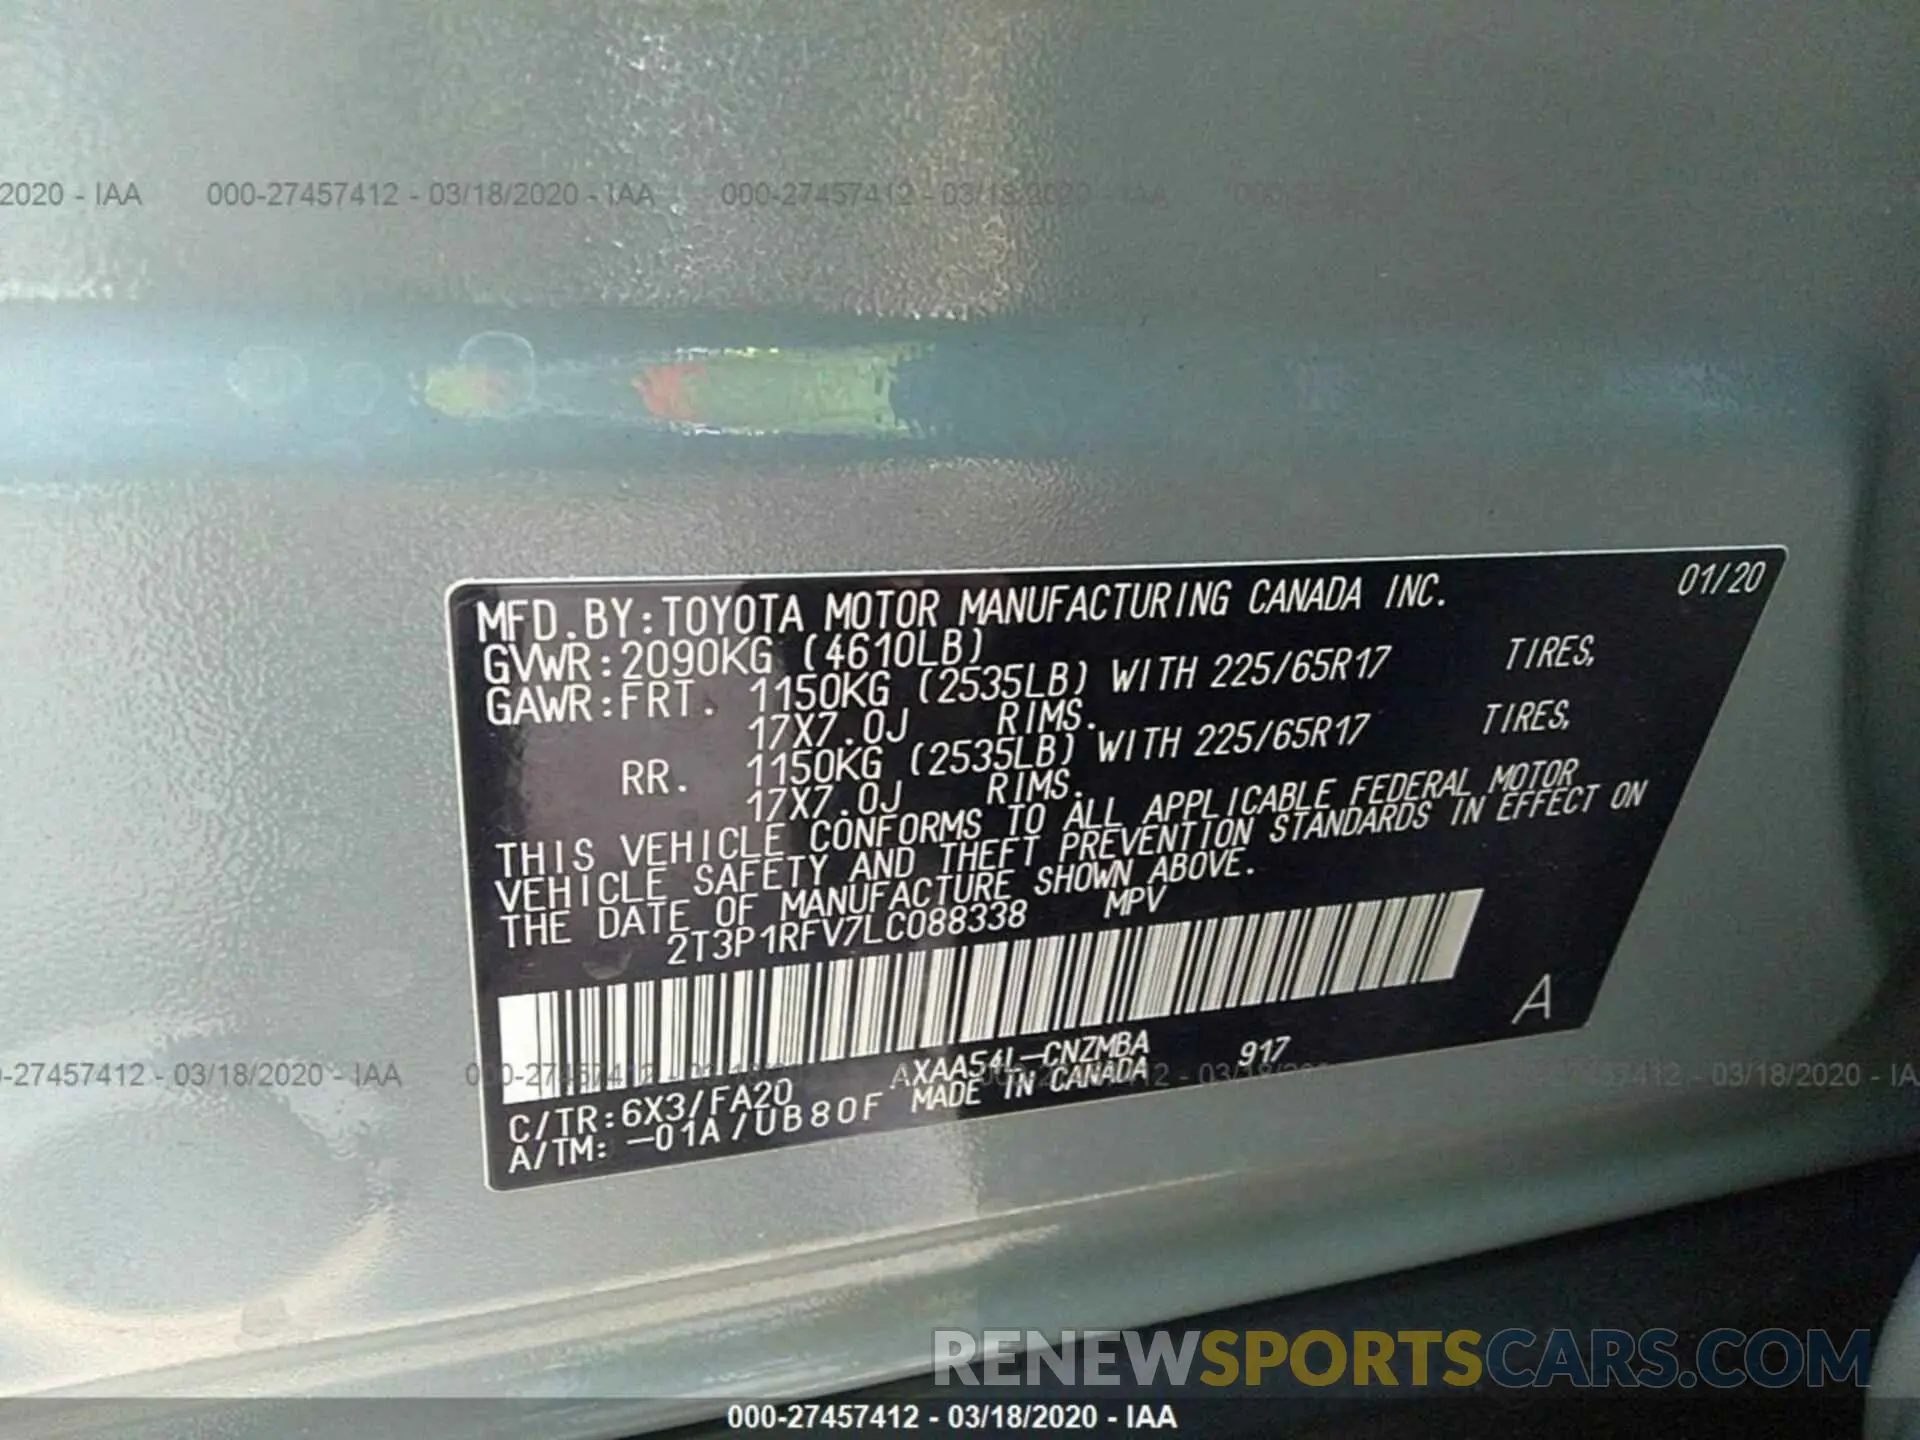 2020 - IAA 000-27457412 - 03/18/2020 - IAA 000-27457412 - 03/18/2020 - IAA
MFD.BY:TOYOTA MOTOR MANUFACTURING CANADA INC. 01/20
GVWR:2090KG (4610LB)
GAWR:FRT. 1150KG (2535LB) WITH 225/65R17 TIRES,
17X7.0J RIMS.
RR. 1150KG (2535LB) WITH 225/65R17 TIRES,
17X7.0J RIMS.
THIS VEHICLE CONFORMS TO ALL APPLICABLE FEDERAL MOTOR
VEHICLE SAFETY AND THEFT PREVENTION STANDARDS IN EFFECT ON
THE DATE OF MANUFACTURE SHOWN ABOVE.
2T3P1RFV7LC088338 MPV
A
-27457412 - 03/18/2020 - IAA
C/TR:6X3/FA20 AXAA54L-CNZMBA 917
A/TM: -01A/UB80F MADE IN CANADA
RENEWSPORTSCARS.COM
000-27457412 - 03/18/2020 - IAA